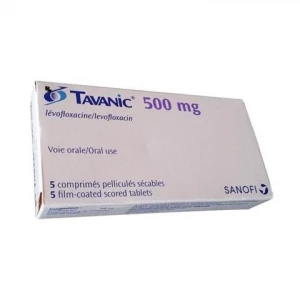 TAVANIC® 500 mg
lévofloxacine/levofloxacin
Voie orale/Oral use
5 comprimés pelliculés sécables
5 film-coated scored tablets
SANOFI